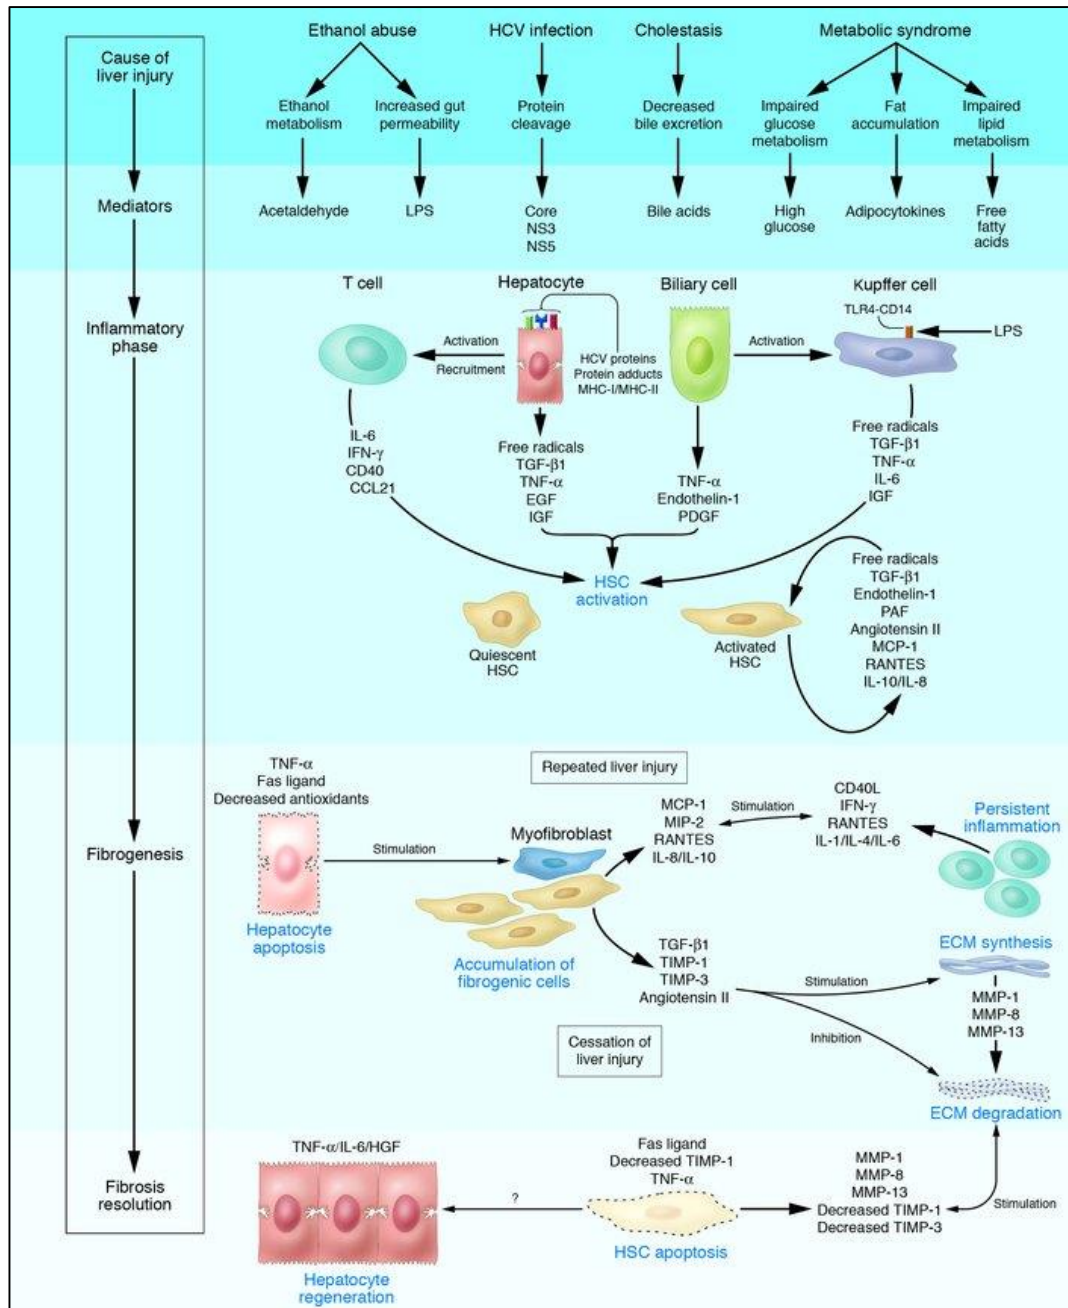 Cause of
liver injury
Mediators
Inflammatory
phase
Fibrogenesis
Fibrosis
resolution
Ethanol abuse
HCV infection
Cholestasis
Metabolic syndrome
Ethanol
metabolism
Increased gut
permeability
Protein
cleavage
Decreased
bile excretion
Impaired
glucose
metabolism
Fat
accumulation
Impaired
lipid
metabolism
Acetaldehyde
LPS
Core
NS3
NS5
Bile acids
High
glucose
Adipocytokines
Free
fatty
acids
T cell
Hepatocyte
Biliary cell
Kupffer cell
TLR4-CD14
LPS
Activation
Recruitment
HCV proteins
Protein adducts
MHC-I/MHC-II
Activation
IL-6
IFN-γ
CD40
CCL21
Free radicals
TGF-β1
TNF-α
EGF
IGF
TNF-α
Endothelin-1
PDGF
Free radicals
TGF-β1
TNF-α
IL-6
IGF
HSC
activation
Quiescent
HSC
Activated
HSC
Free radicals
TGF-β1
Endothelin-1
PAF
Angiotensin II
MCP-1
RANTES
IL-10/IL-8
Repeated liver injury
TNF-α
Fas ligand
Decreased antioxidants
Stimulation
Hepatocyte
apoptosis
Myofibroblast
Accumulation of
fibrogenic cells
MCP-1
MIP-2
RANTES
IL-8/IL-10
Stimulation
CD40L
IFN-γ
RANTES
IL-1/IL-4/IL-6
Persistent
inflammation
TGF-β1
TIMP-1
TIMP-3
Angiotensin II
Stimulation
Inhibition
ECM synthesis
MMP-1
MMP-8
MMP-13
ECM degradation
Cessation of
liver injury
TNF-α/IL-6/HGF
Hepatocyte
regeneration
?
Fas ligand
Decreased TIMP-1
TNF-α
HSC apoptosis
MMP-1
MMP-8
MMP-13
Decreased TIMP-1
Decreased TIMP-3
Stimulation